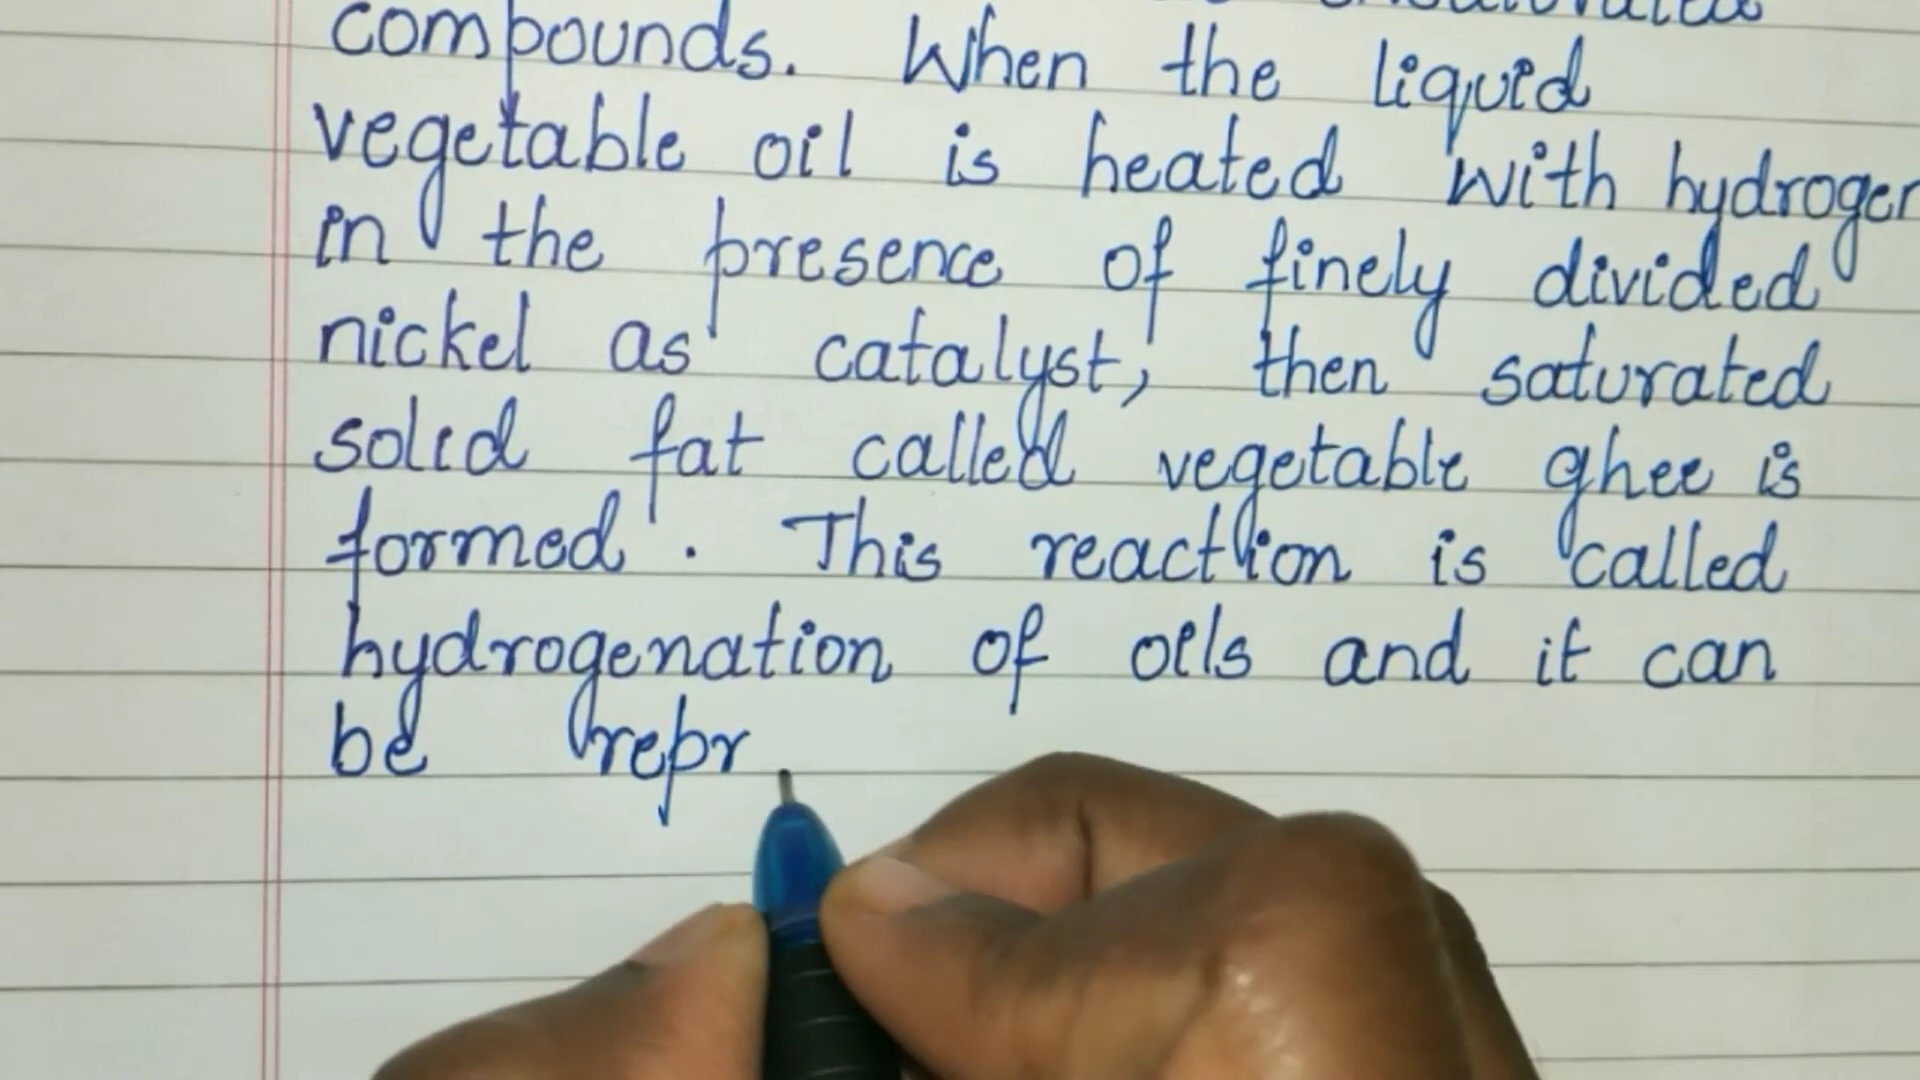 compounds. When the liquid
vegetable oil is heated with hydrogen
in the presence of finely divided
nickel as catalyst, then saturated
solid fat called vegetable ghee is
formed. This reaction is called
hydrogenation of oils and it can
be repr